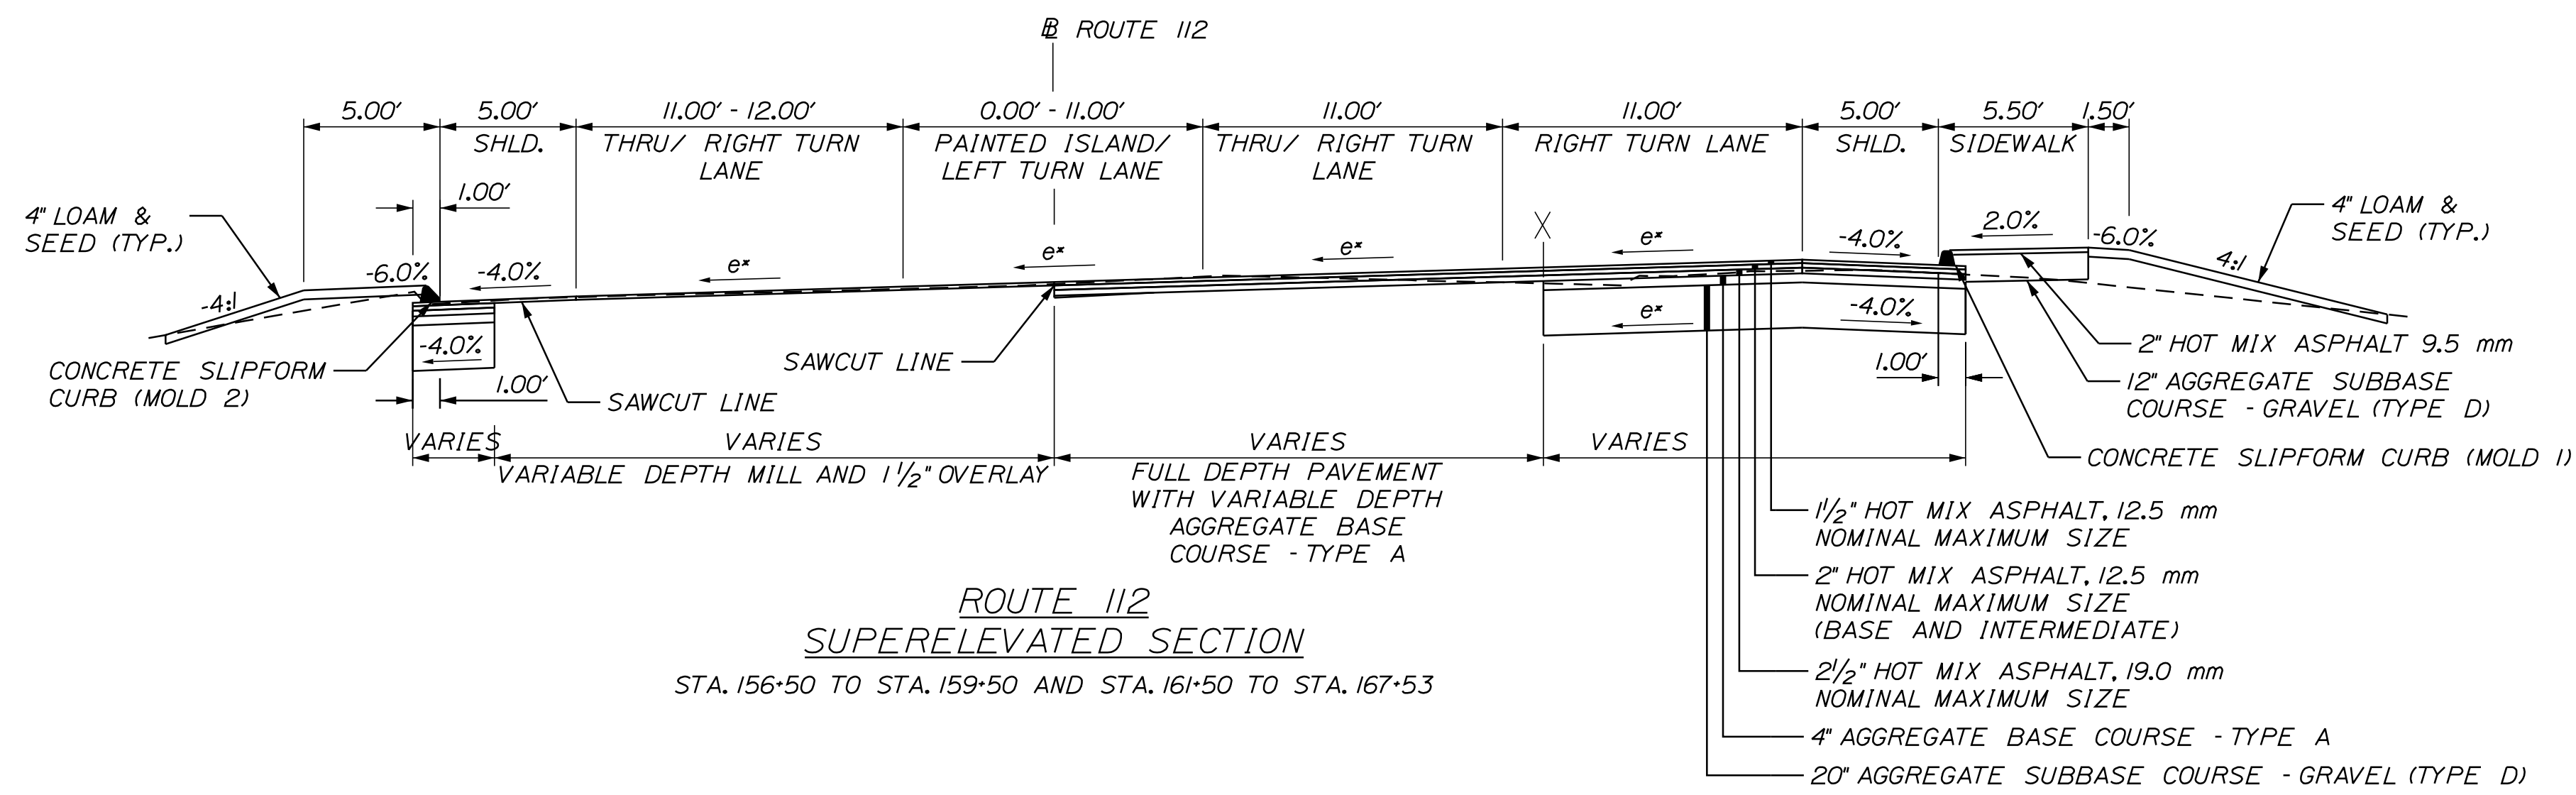 ℄ ROUTE 112
5.00'
5.00'
11.00' - 12.00'
0.00' - 11.00'
11.00'
11.00'
5.00'
5.50'
1.50'
SHLD.
THRU/ RIGHT TURN
LANE
PAINTED ISLAND/
LEFT TURN LANE
THRU/ RIGHT TURN
LANE
RIGHT TURN LANE
SHLD.
SIDEWALK
1.00'
4" LOAM &
SEED (TYP.)
-4:1
-6.0%
-4.0%
e*
e*
e*
e*
-4.0%
2.0%
-6.0%
4:1
4" LOAM &
SEED (TYP.)
e*
-4.0%
-4.0%
CONCRETE SLIPFORM
CURB (MOLD 2)
1.00'
SAWCUT LINE
SAWCUT LINE
1.00'
2" HOT MIX ASPHALT 9.5 mm
12" AGGREGATE SUBBASE
COURSE - GRAVEL (TYPE D)
CONCRETE SLIPFORM CURB (MOLD 1)
VARIES
VARIES
VARIES
VARIES
VARIABLE DEPTH MILL AND 1 1/2" OVERLAY
FULL DEPTH PAVEMENT
WITH VARIABLE DEPTH
AGGREGATE BASE
COURSE - TYPE A
1 1/2" HOT MIX ASPHALT, 12.5 mm
NOMINAL MAXIMUM SIZE
2" HOT MIX ASPHALT, 12.5 mm
NOMINAL MAXIMUM SIZE
(BASE AND INTERMEDIATE)
2 1/2" HOT MIX ASPHALT, 19.0 mm
NOMINAL MAXIMUM SIZE
4" AGGREGATE BASE COURSE - TYPE A
20" AGGREGATE SUBBASE COURSE - GRAVEL (TYPE D)
ROUTE 112
SUPERELEVATED SECTION
STA. 156+50 TO STA. 159+50 AND STA. 161+50 TO STA. 167+53